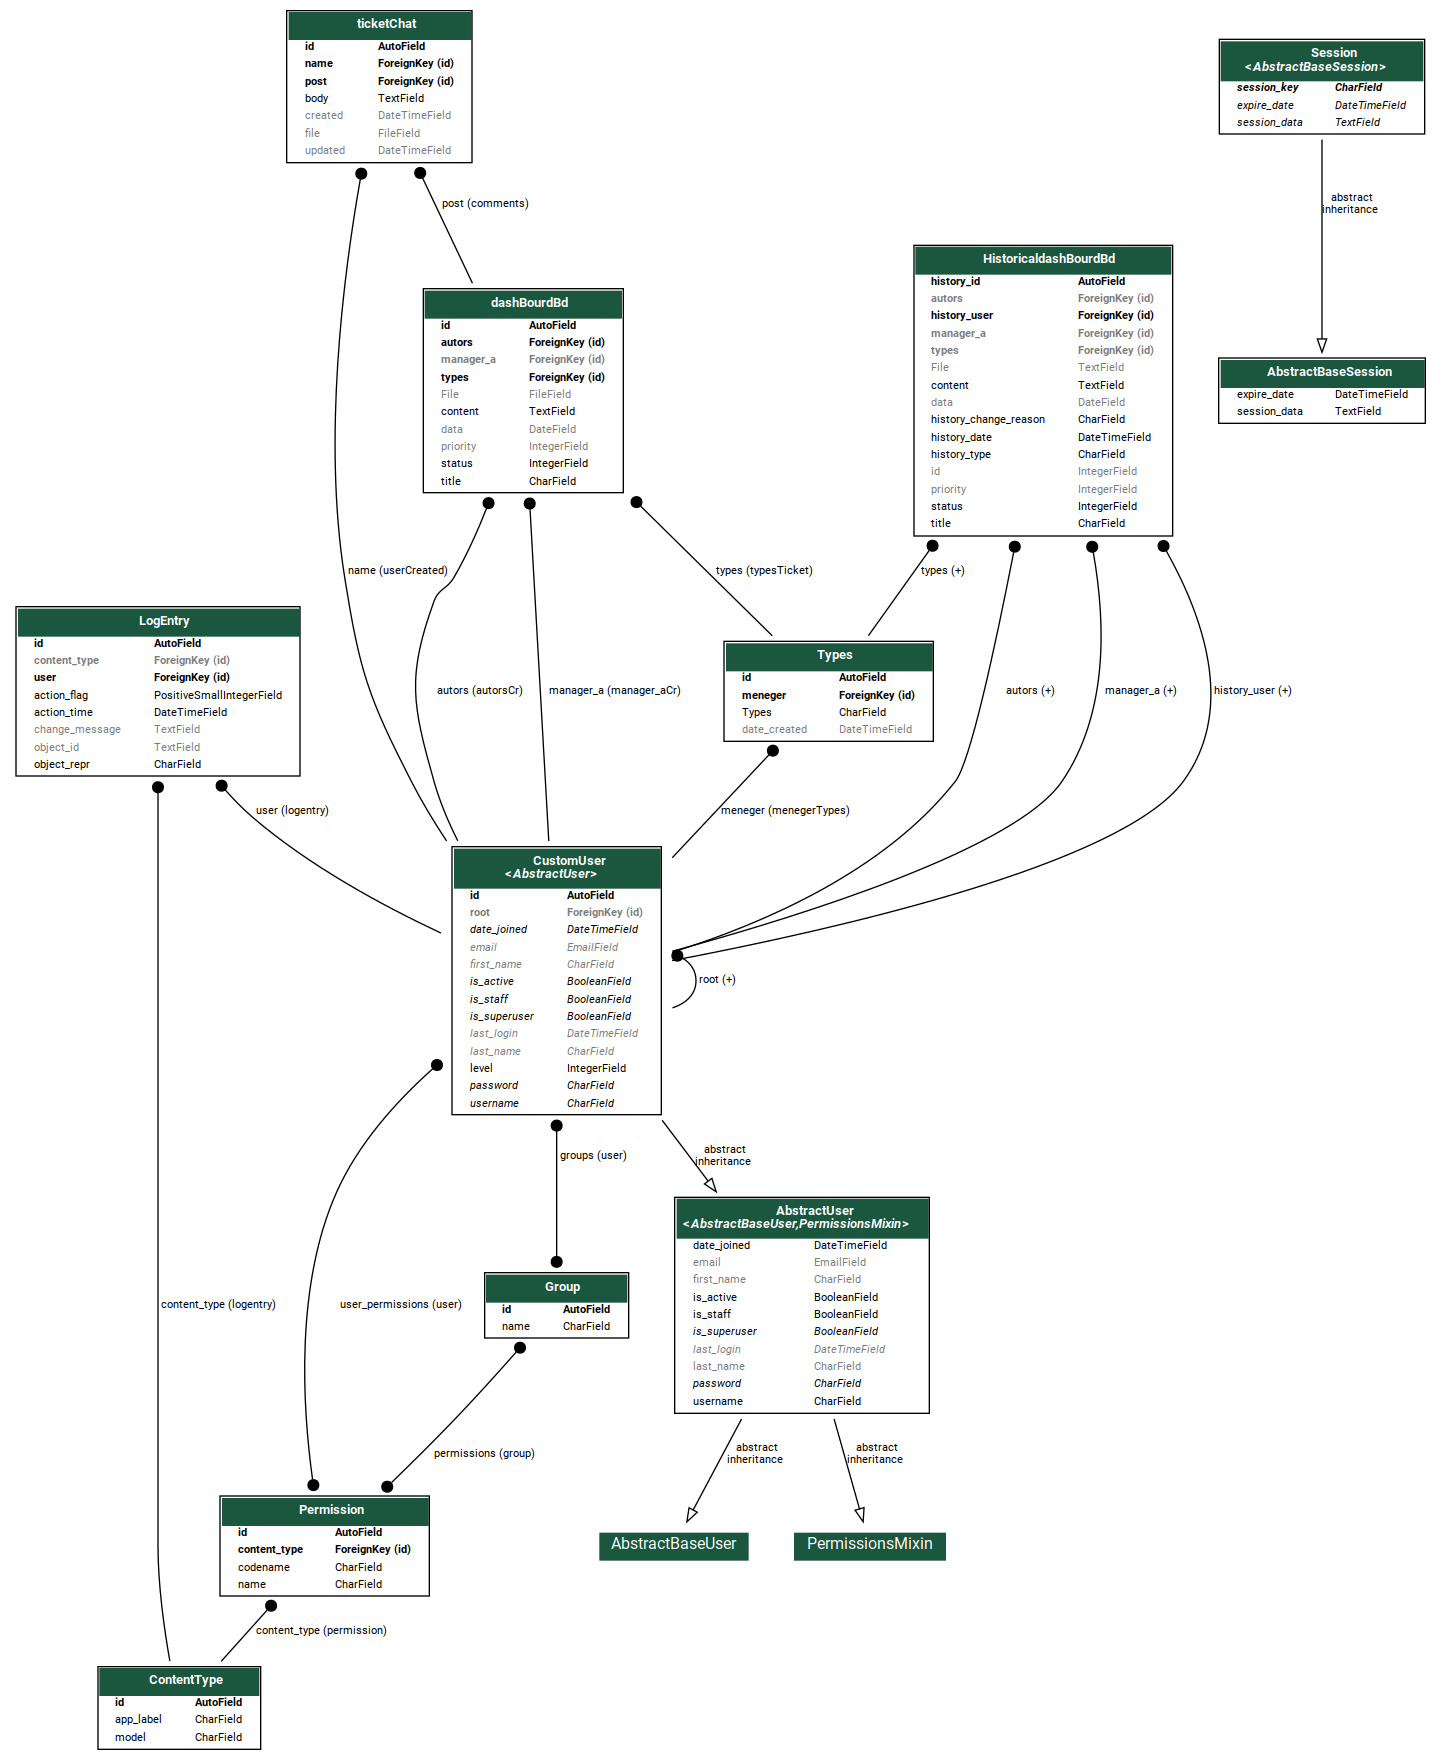 ticketChat
id AutoField
name ForeignKey (id)
post ForeignKey (id)
body TextField
created DateTimeField
file FileField
updated DateTimeField
Session
<AbstractBaseSession>
session_key CharField
expire_date DateTimeField
session_data TextField
post (comments)
abstract
inheritance
HistoricaldashBourdBd
history_id AutoField
autors ForeignKey (id)
history_user ForeignKey (id)
manager_a ForeignKey (id)
types ForeignKey (id)
File TextField
content TextField
data DateField
history_change_reason CharField
history_date DateTimeField
history_type CharField
id IntegerField
priority IntegerField
status IntegerField
title CharField
dashBourdBd
id AutoField
autors ForeignKey (id)
manager_a ForeignKey (id)
types ForeignKey (id)
File FileField
content TextField
data DateField
priority IntegerField
status IntegerField
title CharField
AbstractBaseSession
expire_date DateTimeField
session_data TextField
name (userCreated)
types (typesTicket)
types (+)
LogEntry
id AutoField
content_type ForeignKey (id)
user ForeignKey (id)
action_flag PositiveSmallIntegerField
action_time DateTimeField
change_message TextField
object_id TextField
object_repr CharField
Types
id AutoField
meneger ForeignKey (id)
Types CharField
date_created DateTimeField
autors (autorsCr)
manager_a (manager_aCr)
autors (+)
manager_a (+)
history_user (+)
user (logentry)
meneger (menegerTypes)
CustomUser
<AbstractUser>
id AutoField
root ForeignKey (id)
date_joined DateTimeField
email EmailField
first_name CharField
is_active BooleanField
is_staff BooleanField
is_superuser BooleanField
last_login DateTimeField
last_name CharField
level IntegerField
password CharField
username CharField
root (+)
groups (user)
abstract
inheritance
AbstractUser
<AbstractBaseUser,PermissionsMixin>
date_joined DateTimeField
email EmailField
first_name CharField
is_active BooleanField
is_staff BooleanField
is_superuser BooleanField
last_login DateTimeField
last_name CharField
password CharField
username CharField
content_type (logentry)
user_permissions (user)
Group
id AutoField
name CharField
permissions (group)
abstract
inheritance
abstract
inheritance
Permission
id AutoField
content_type ForeignKey (id)
codename CharField
name CharField
AbstractBaseUser
PermissionsMixin
content_type (permission)
ContentType
id AutoField
app_label CharField
model CharField